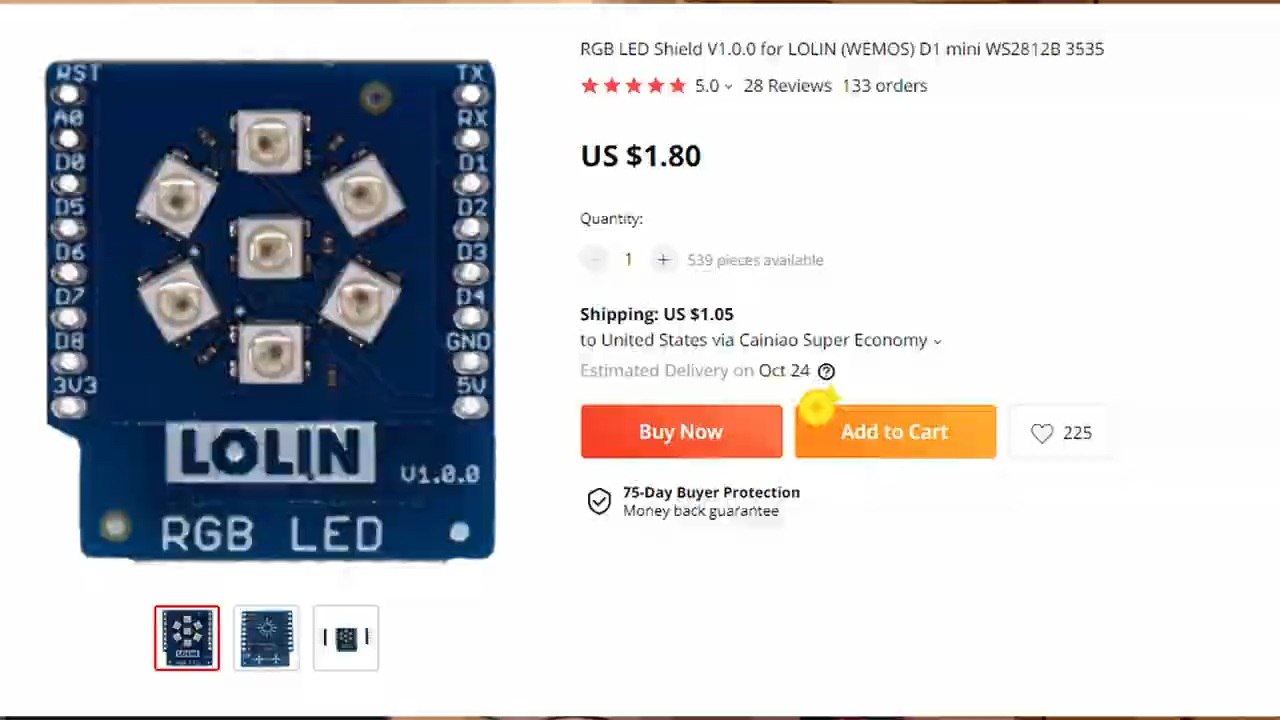 RST
A0
D0
D5
D6
D7
D8
3V3
TX
RX
D1
D2
D3
D4
GND
5V
LOLIN
V1.0.0
RGB LED
RGB LED Shield V1.0.0 for LOLIN (WEMOS) D1 mini WS2812B 3535
5.0 28 Reviews 133 orders
US $1.80
Quantity:
1 + 539 pieces available
Shipping: US $1.05
to United States via Cainiao Super Economy
Estimated Delivery on Oct 24
Buy Now Add to Cart 225
75-Day Buyer Protection
Money back guarantee